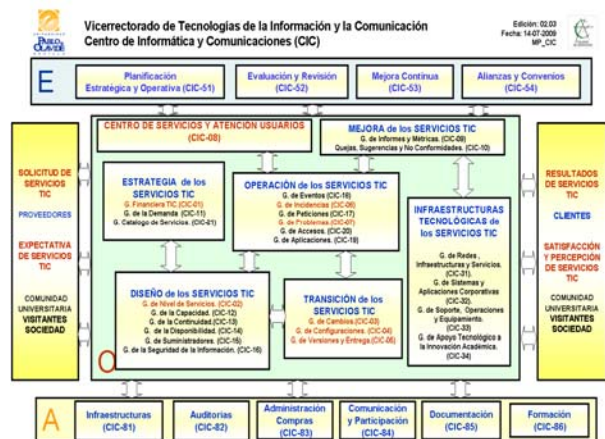 UNIVERSIDAD
PABLO DE OLAVIDE
SEVILLA
Vicerrectorado de Tecnologías de la Información y la Comunicación
Centro de Informática y Comunicaciones (CIC)
Edición: 02.03
Fecha: 14-07-2009
MP_CIC
E
Planificación
Estratégica y Operativa (CIC-51)
Evaluación y Revisión
(CIC-52)
Mejora Continua
(CIC-53)
Alianzas y Convenios
(CIC-54)
SOLICITUD DE
SERVICIOS
TIC
PROVEEDORES
EXPECTATIVA
DE SERVICIOS
TIC
COMUNIDAD
UNIVERSITARIA
VISITANTES
SOCIEDAD
CENTRO DE SERVICIOS Y ATENCIÓN USUARIOS
(CIC-08)
MEJORA de los SERVICIOS TIC
G. de Informes y Métricas. (CIC-09)
Quejas, Sugerencias y No Conformidades. (CIC-10)
ESTRATEGIA de los
SERVICIOS TIC
G. Financiera TIC.(CIC-01)
G. de la Demanda (CIC-11)
G. Catalogo de Servicios. (CIC-21)
OPERACIÓN de los SERVICIOS TIC
G. de Eventos (CIC-18)
G. de Incidencias (CIC-06)
G. de Peticiones (CIC-17)
G. de Problemas (CIC-07)
G. de Accesos. (CIC-20)
G. de Aplicaciones. (CIC-19)
INFRAESTRUCTURAS
TECNOLÓGICAS de
los SERVICIOS TIC
G. de Redes ,
Infraestructuras y Servicios.
(CIC-31).
G. de Sistemas y
Aplicaciones Corporativas
(CIC-32).
G. de Soporte, Operaciones
y Equipamiento.
(CIC-33)
G. de Apoyo Tecnológico a
la Innovación Académica.
(CIC-34)
DISEÑO de los SERVICIOS TIC
G. de Nivel de Servicios. (CIC-02)
G. de la Capacidad. (CIC-12)
G. de la Continuidad. (CIC-13)
G. de la Disponibilidad. (CIC-14)
G. de Suministradores. (CIC-15)
G. de la Seguridad de la Información. (CIC-16)
TRANSICIÓN de los
SERVICIOS TIC
G. de Cambios.(CIC-03)
G. de Configuraciones. (CIC-04)
G. de Versiones y Entrega.(CIC-05)
O
RESULTADOS
DE SERVICIOS
TIC
CLIENTES
SATISFACCIÓN
Y PERCEPCIÓN
DE SERVICIOS
TIC
COMUNIDAD
UNIVERSITARIA
VISITANTES
SOCIEDAD
A
Infraestructuras
(CIC-81)
Auditorias
(CIC-82)
Administración
Compras
(CIC-83)
Comunicación
y Participación
(CIC-84)
Documentación
(CIC-85)
Formación
(CIC-86)